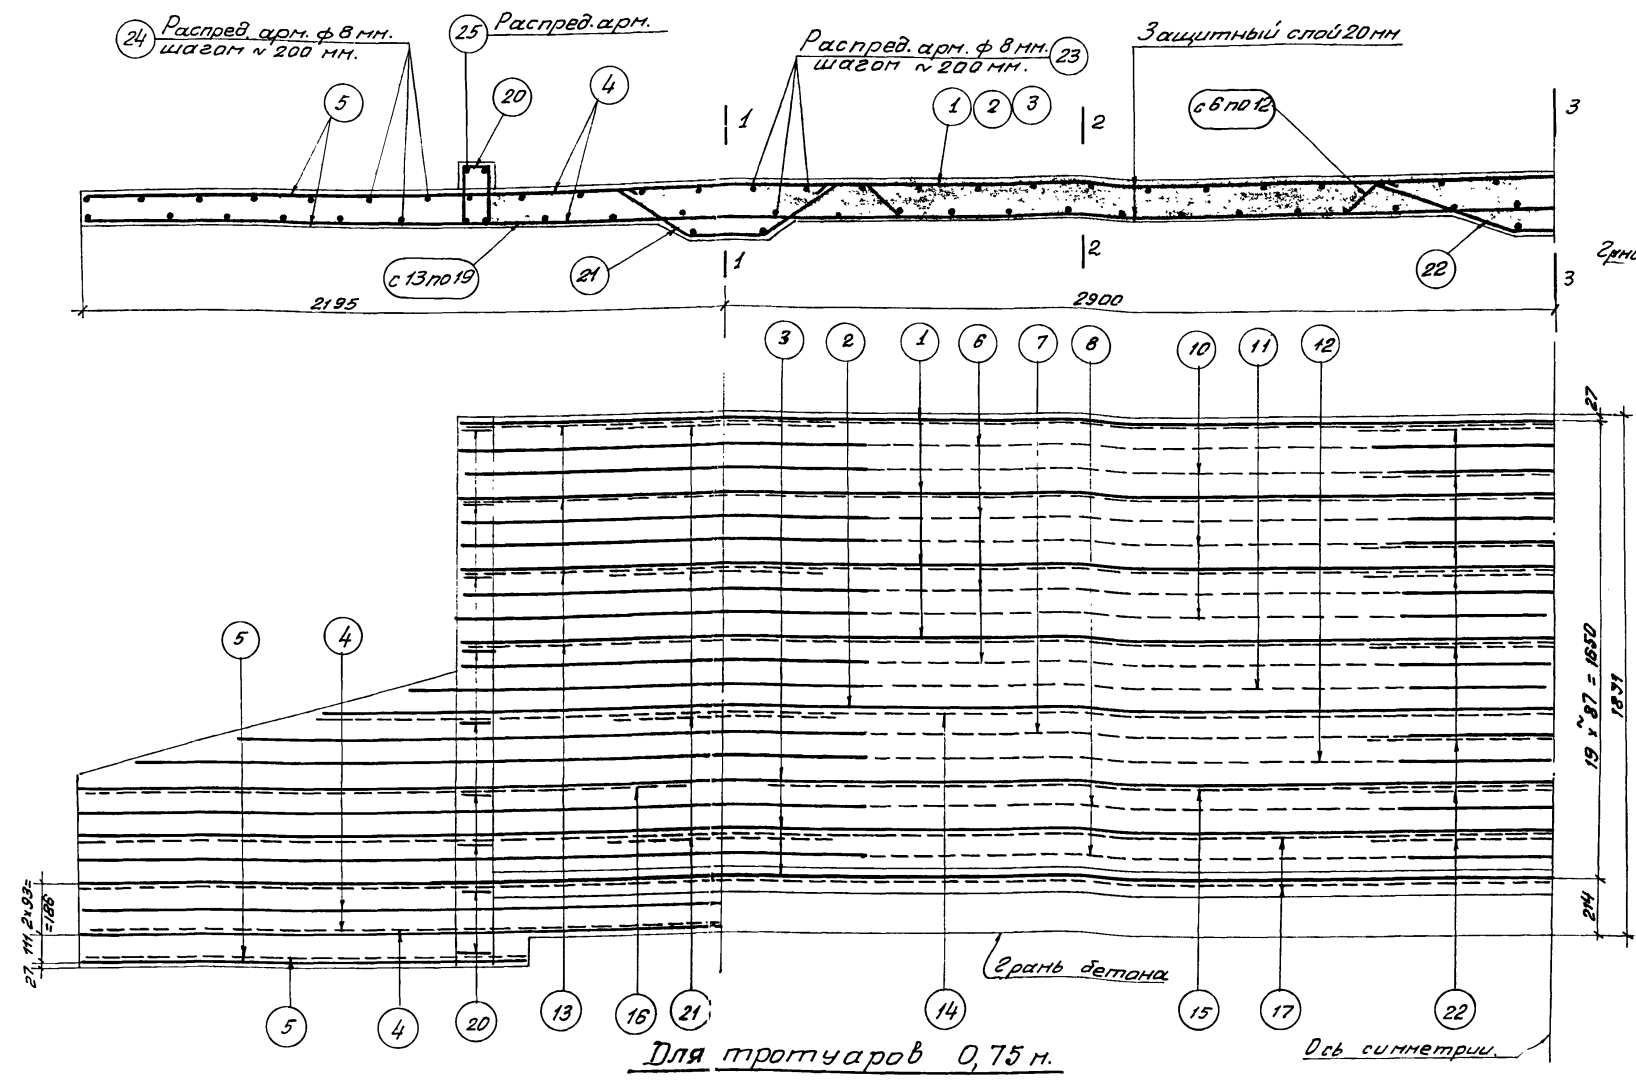 24 Распред. арм. ф 8 мм.
шагом ~ 200 мм.
25 Распред. арм.
Распред. арм. ф 8 мм. 23
шагом ~ 200 мм.
Защитный слой 20 мм
5
20
4
1
1 2 3
2
с 6 по 12
3
с 13 по 19
21
1
2
22
3
2195
2900
3
2
1
6
7
8
10
11
12
27
5
4
19 x ~87 = 1650
1891
2x93=
=186
111
27
214
Грань бетона
5
4
20
13
16
21
14
15
17
22
Для тротуаров 0,75 м.
Ось симметрии.